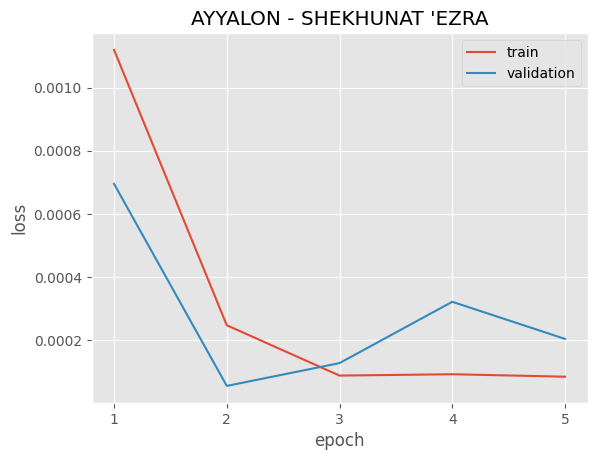 AYYALON - SHEKHUNAT 'EZRA
train
validation
loss
0.0010
0.0008
0.0006
0.0004
0.0002
1 2 3 4 5
epoch